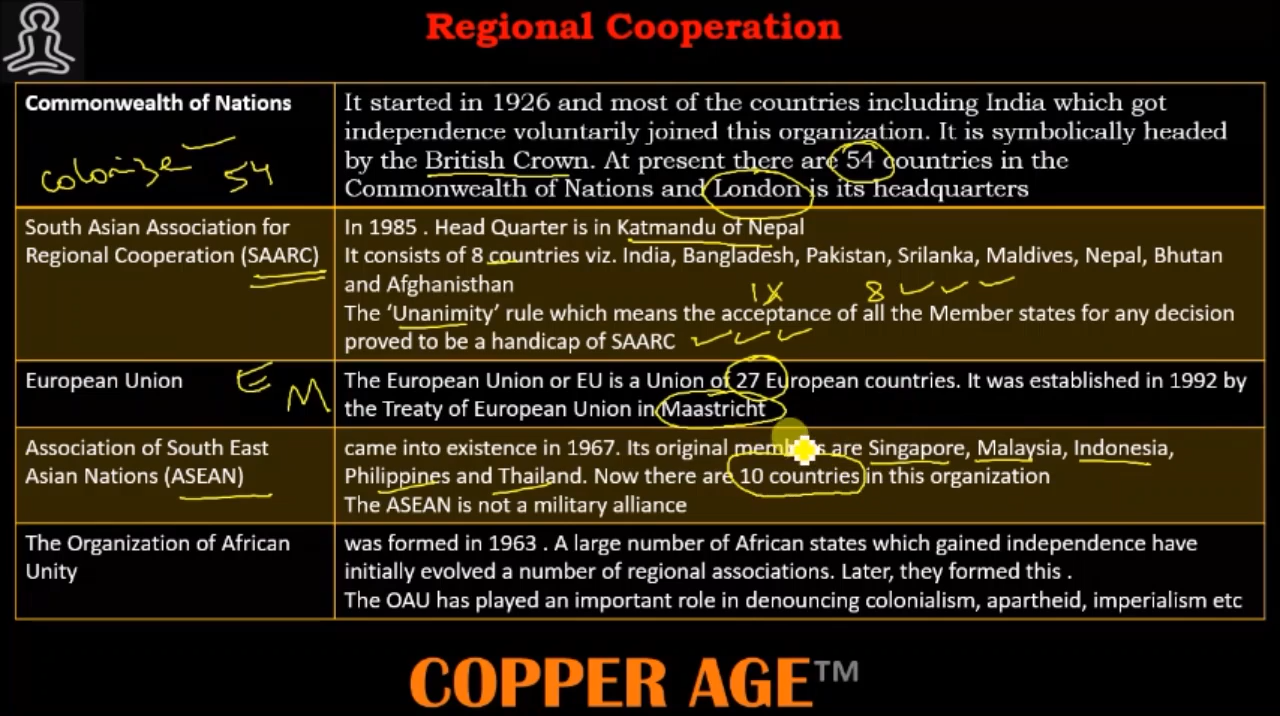 Regional Cooperation
Commonwealth of Nations
colonize 54
It started in 1926 and most of the countries including India which got
independence voluntarily joined this organization. It is symbolically headed
by the British Crown. At present there are 54 countries in the
Commonwealth of Nations and London is its headquarters
South Asian Association for
Regional Cooperation (SAARC)
In 1985 . Head Quarter is in Katmandu of Nepal
It consists of 8 countries viz. India, Bangladesh, Pakistan, Srilanka, Maldives, Nepal, Bhutan
and Afghanisthan
1X 8
The ‘Unanimity’ rule which means the acceptance of all the Member states for any decision
proved to be a handicap of SAARC
European Union
E M
The European Union or EU is a Union of 27 European countries. It was established in 1992 by
the Treaty of European Union in Maastricht
Association of South East
Asian Nations (ASEAN)
came into existence in 1967. Its original members are Singapore, Malaysia, Indonesia,
Philippines and Thailand. Now there are 10 countries in this organization
The ASEAN is not a military alliance
The Organization of African
Unity
was formed in 1963 . A large number of African states which gained independence have
initially evolved a number of regional associations. Later, they formed this .
The OAU has played an important role in denouncing colonialism, apartheid, imperialism etc
COPPER AGE™